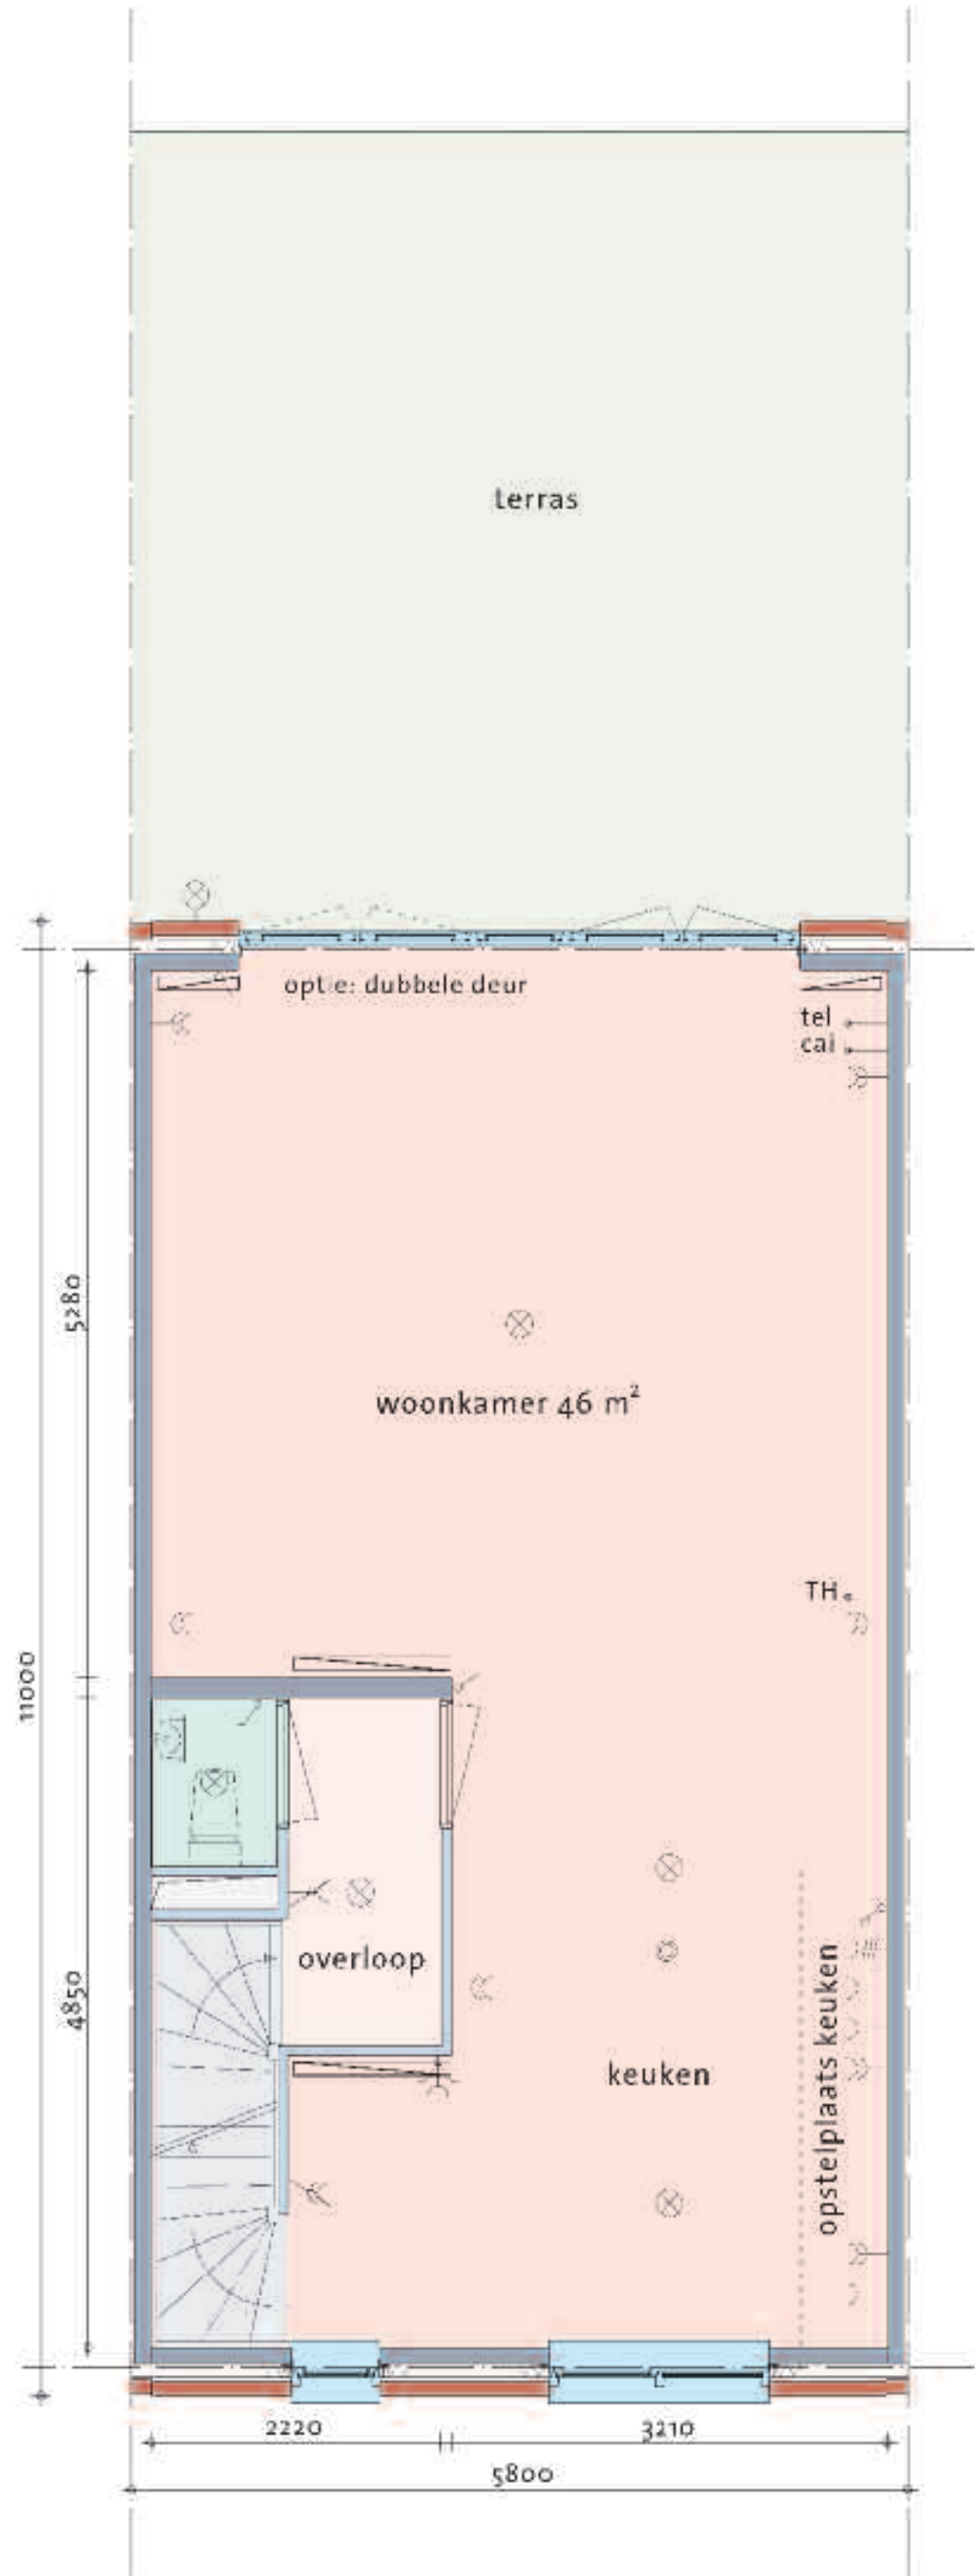 terras
optie: dubbele deur
tel
cai
5280
woonkamer 46 m²
TH
11000
overloop
opstelplaats keuken
4850
keuken
2220
3210
5800